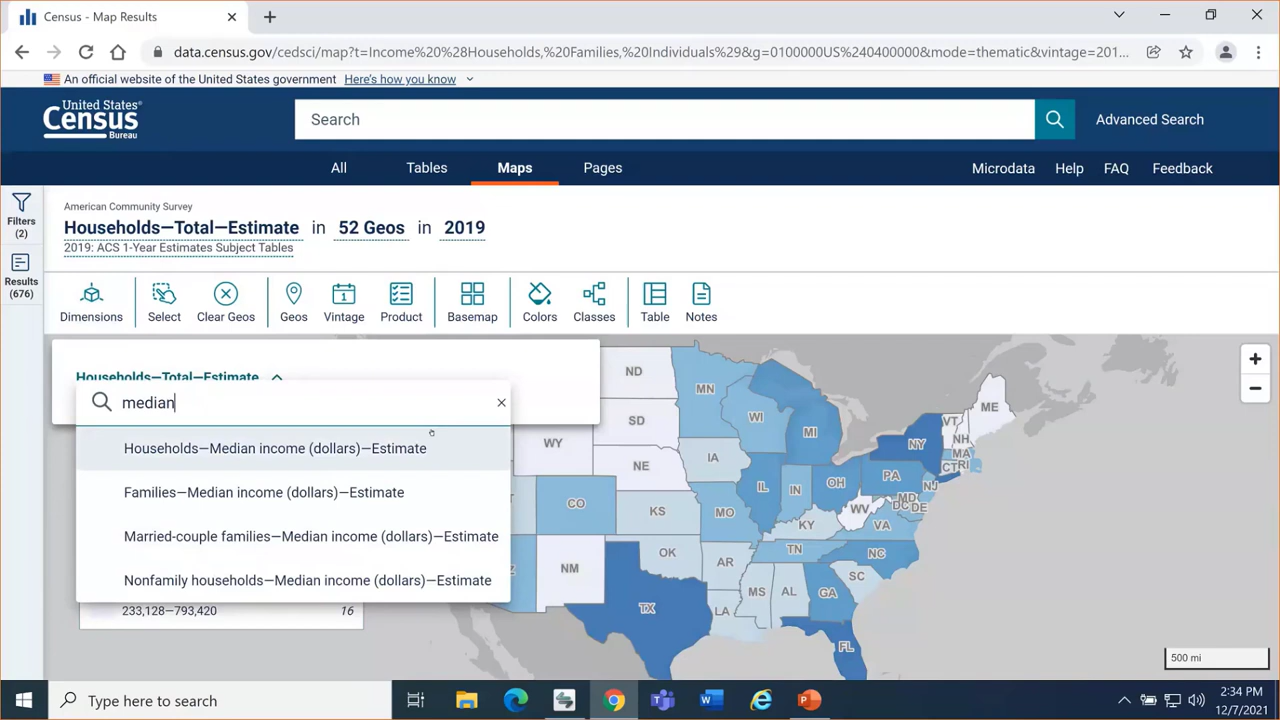 Census - Map Results
data.census.gov/cedsci/map?t=Income%20%28Households,%20Families,%20Individuals%29&g=0100000US%240400000&mode=thematic&vintage=201...
An official website of the United States government Here's how you know
United States®
Census
Bureau
Search
Advanced Search
All Tables Maps Pages Microdata Help FAQ Feedback
Filters
(2)
Results
(676)
American Community Survey
Households—Total—Estimate in 52 Geos in 2019
2019: ACS 1-Year Estimates Subject Tables
1
Dimensions Select Clear Geos Geos Vintage Product Basemap Colors Classes Table Notes
Households—Total—Estimate
median
Households—Median income (dollars)—Estimate
Families—Median income (dollars)—Estimate
Married-couple families—Median income (dollars)—Estimate
Nonfamily households—Median income (dollars)—Estimate
233,128—793,420 16
ND MN ME
SD WI MI NY VT NH
WY IA MA CT RI
NE IL IN OH PA NJ
CO KS MO WV MD DC DE
KY VA
OK TN NC
NM AR SC
MS AL GA
TX LA
FL
500 mi
Type here to search
2:34 PM
12/7/2021